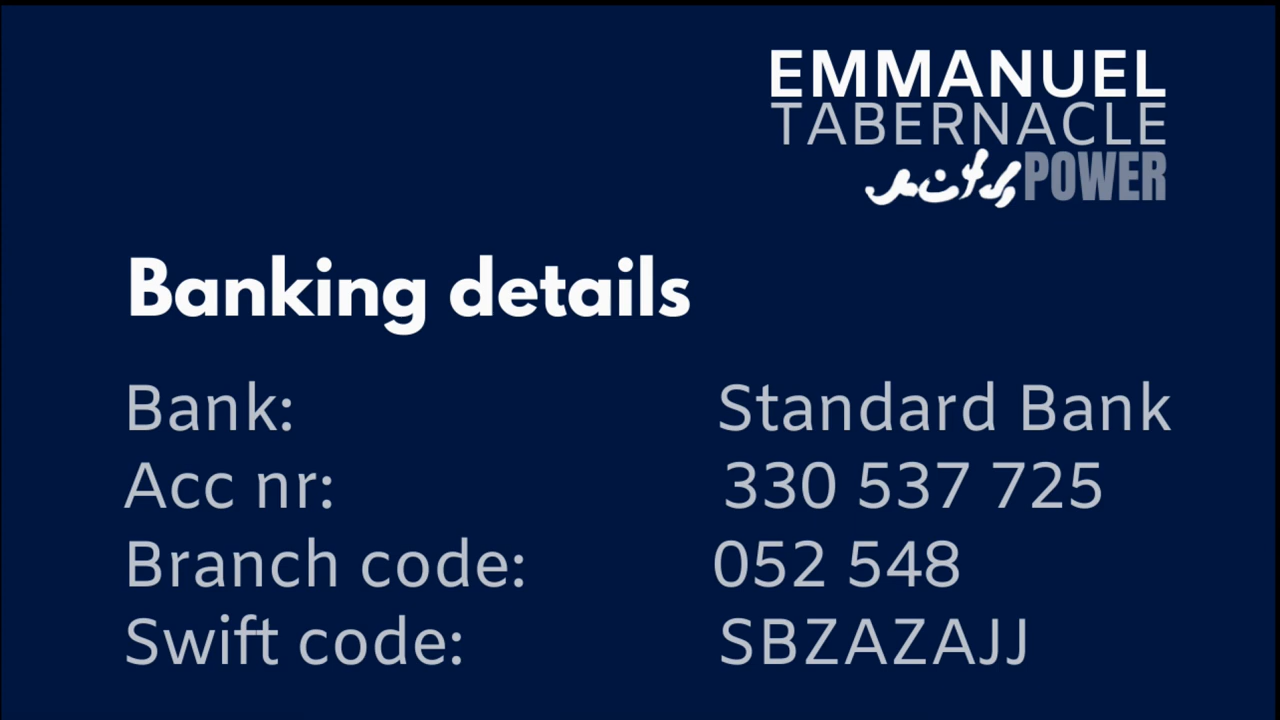 EMMANUEL
TABERNACLE
POWER
Banking details
Bank: Standard Bank
Acc nr: 330 537 725
Branch code: 052 548
Swift code: SBZAZAJJ